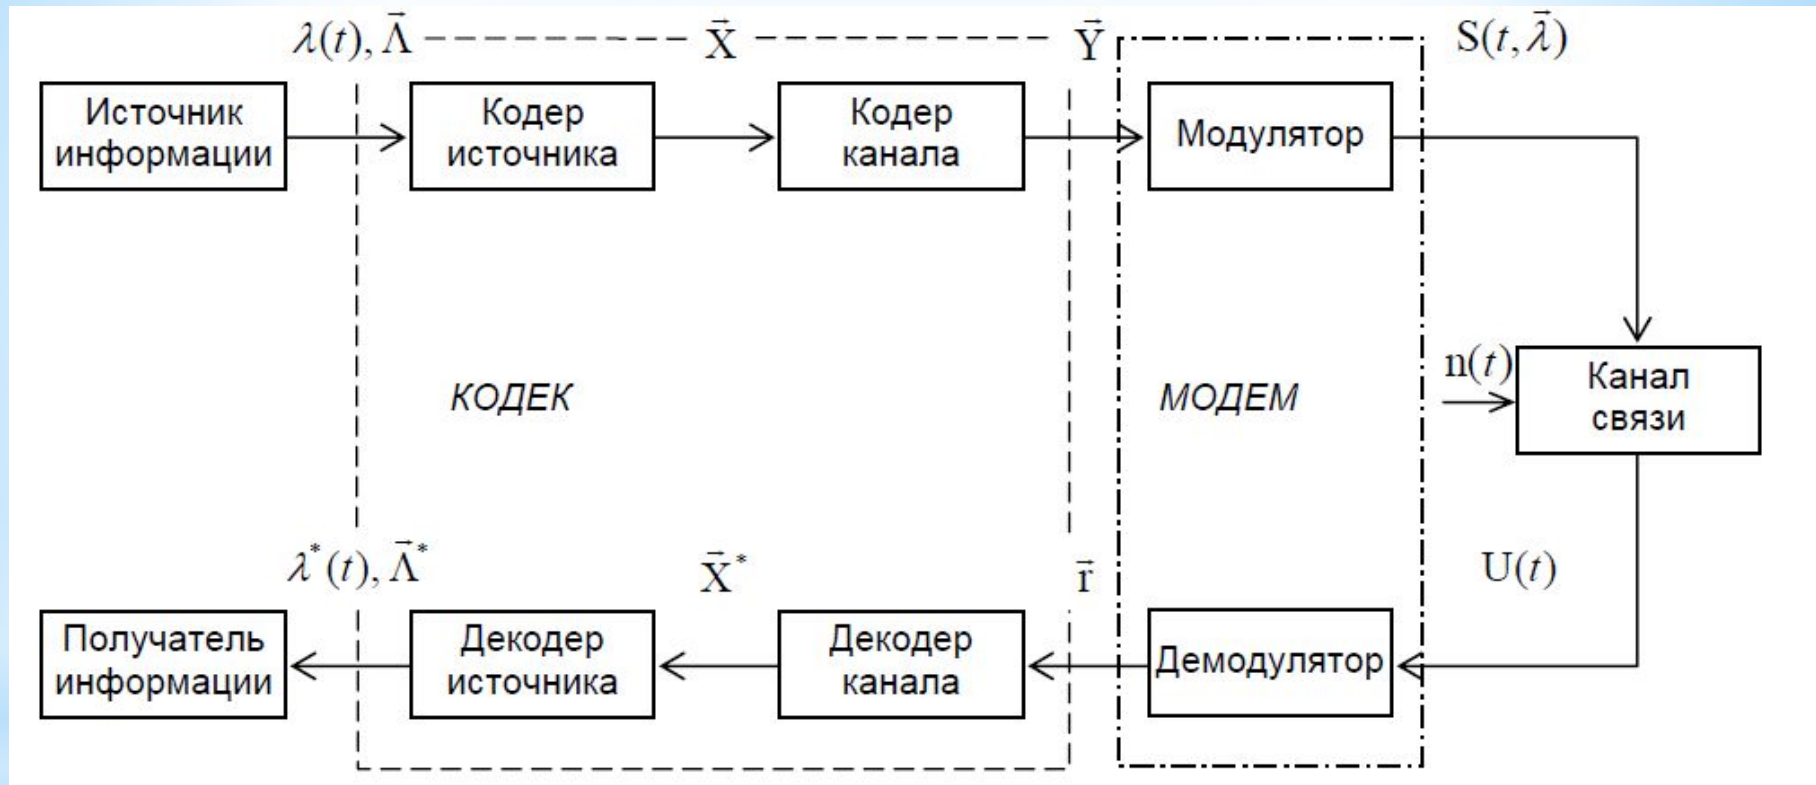 λ(t), Λ⃗ X⃗ Y⃗ S(t, λ⃗)
Источник
информации
Кодер
источника
Кодер
канала
Модулятор
КОДЕК
МОДЕМ
n(t)
Канал
связи
λ*(t), Λ⃗* X⃗* r⃗ U(t)
Получатель
информации
Декодер
источника
Декодер
канала
Демодулятор